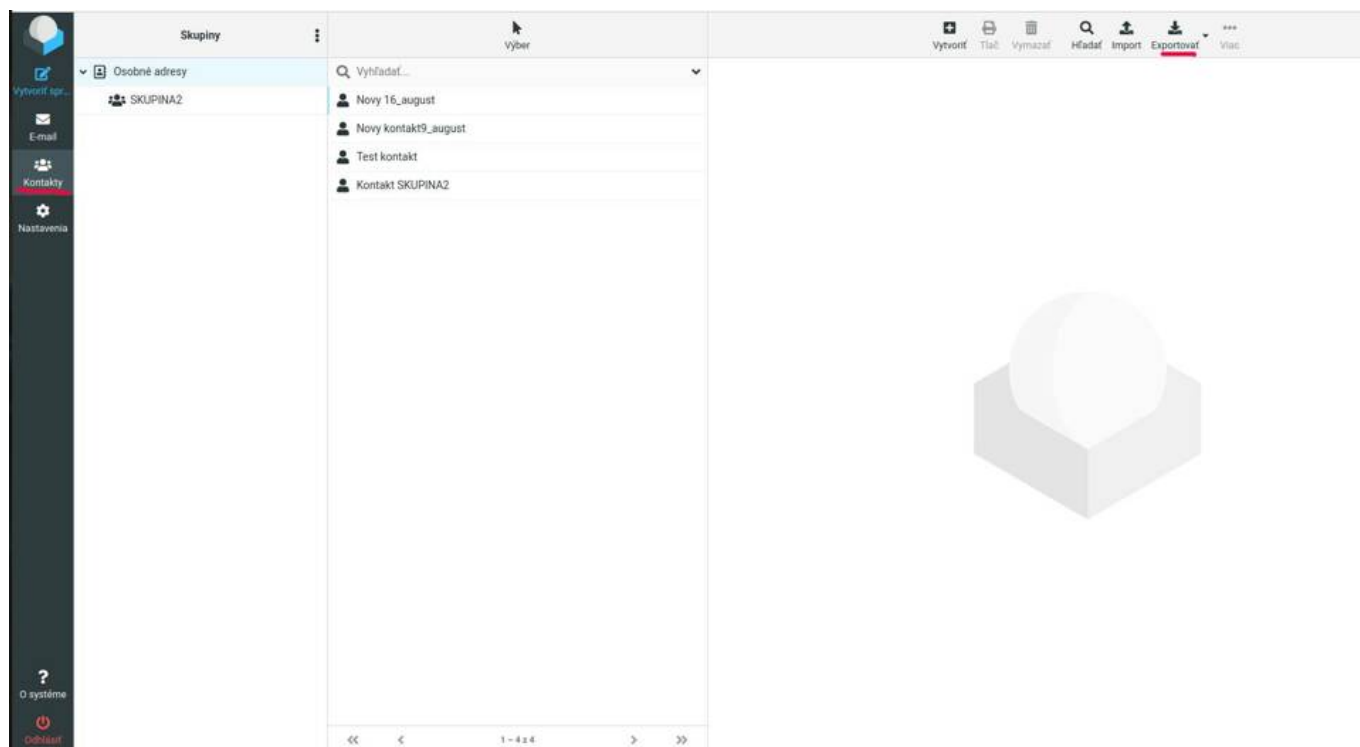 Skupiny
Výber
Vytvoriť Tlač Vymazať Hľadať Import Exportovať Viac
Vytvoriť spr...
E-mail
Kontakty
Nastavenia
O systéme
Odhlásiť
Osobné adresy
SKUPINA2
Vyhľadať...
Novy 16_august
Novy kontakt9_august
Test kontakt
Kontakt SKUPINA2
1 – 4 z 4